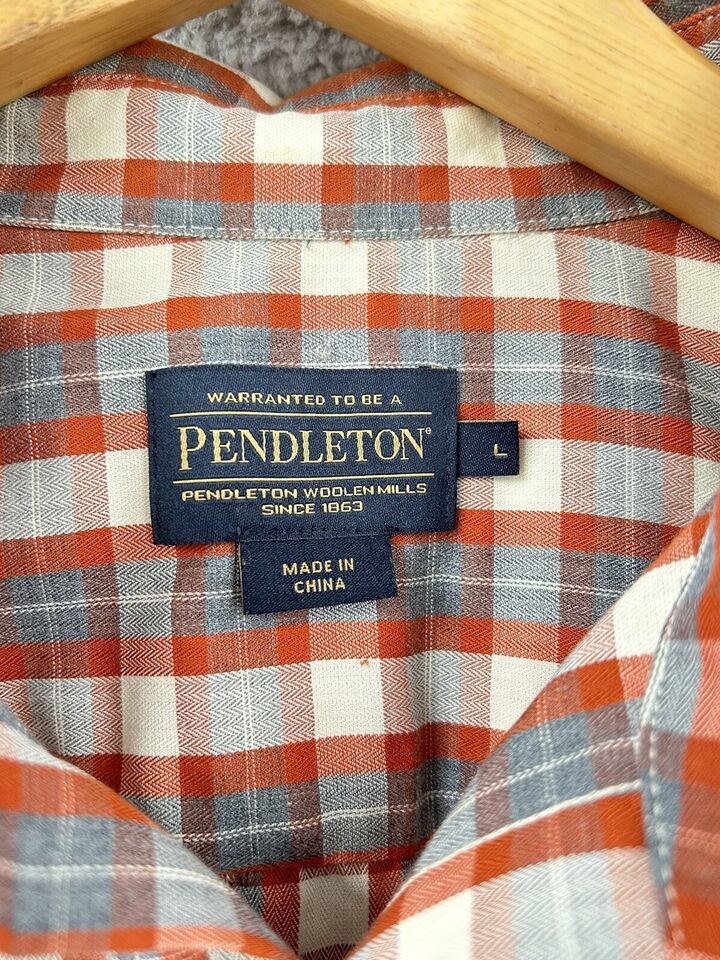 WARRANTED TO BE A
PENDLETON®
PENDLETON WOOLEN MILLS
SINCE 1863
L
MADE IN
CHINA